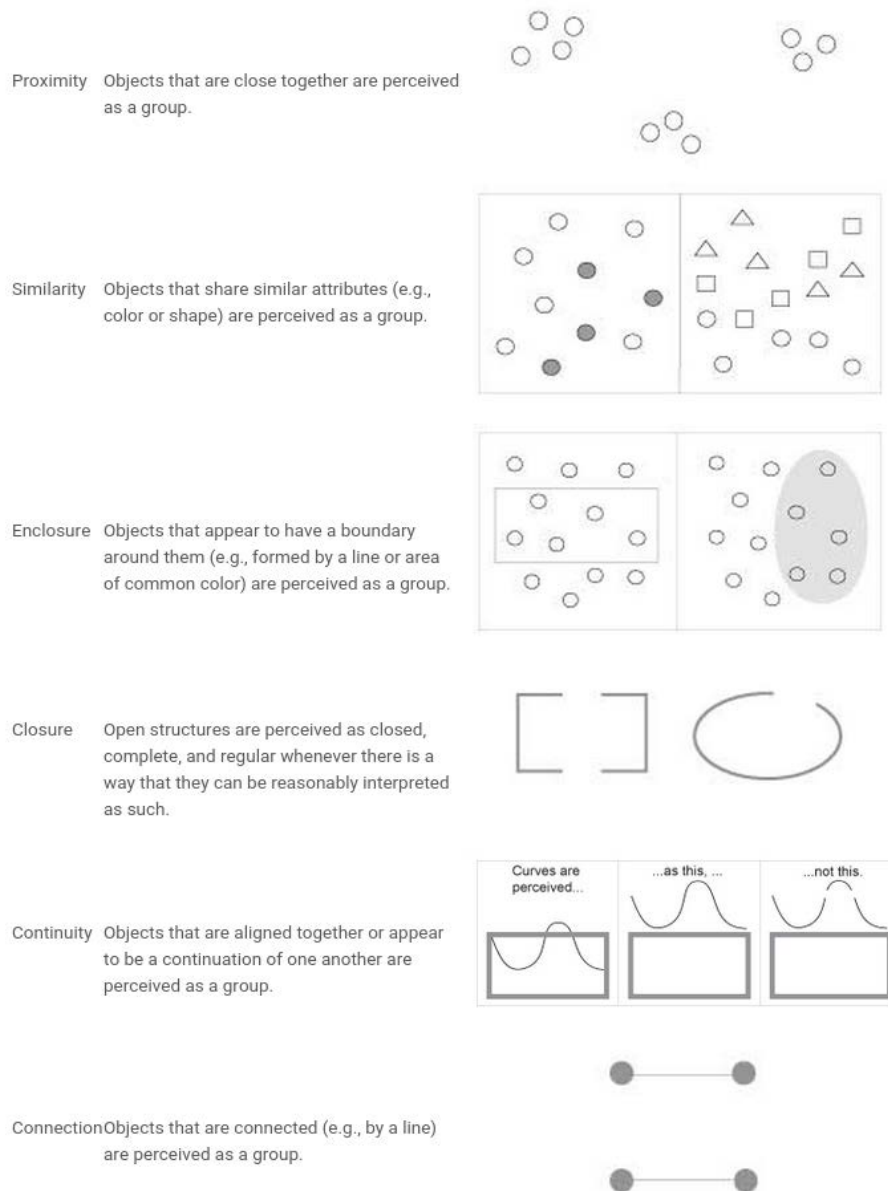 Proximity Objects that are close together are perceived
as a group.
Similarity Objects that share similar attributes (e.g.,
color or shape) are perceived as a group.
Enclosure Objects that appear to have a boundary
around them (e.g., formed by a line or area
of common color) are perceived as a group.
Closure Open structures are perceived as closed,
complete, and regular whenever there is a
way that they can be reasonably interpreted
as such.
Curves are
perceived...
...as this, ...
...not this.
Continuity Objects that are aligned together or appear
to be a continuation of one another are
perceived as a group.
Connection Objects that are connected (e.g., by a line)
are perceived as a group.